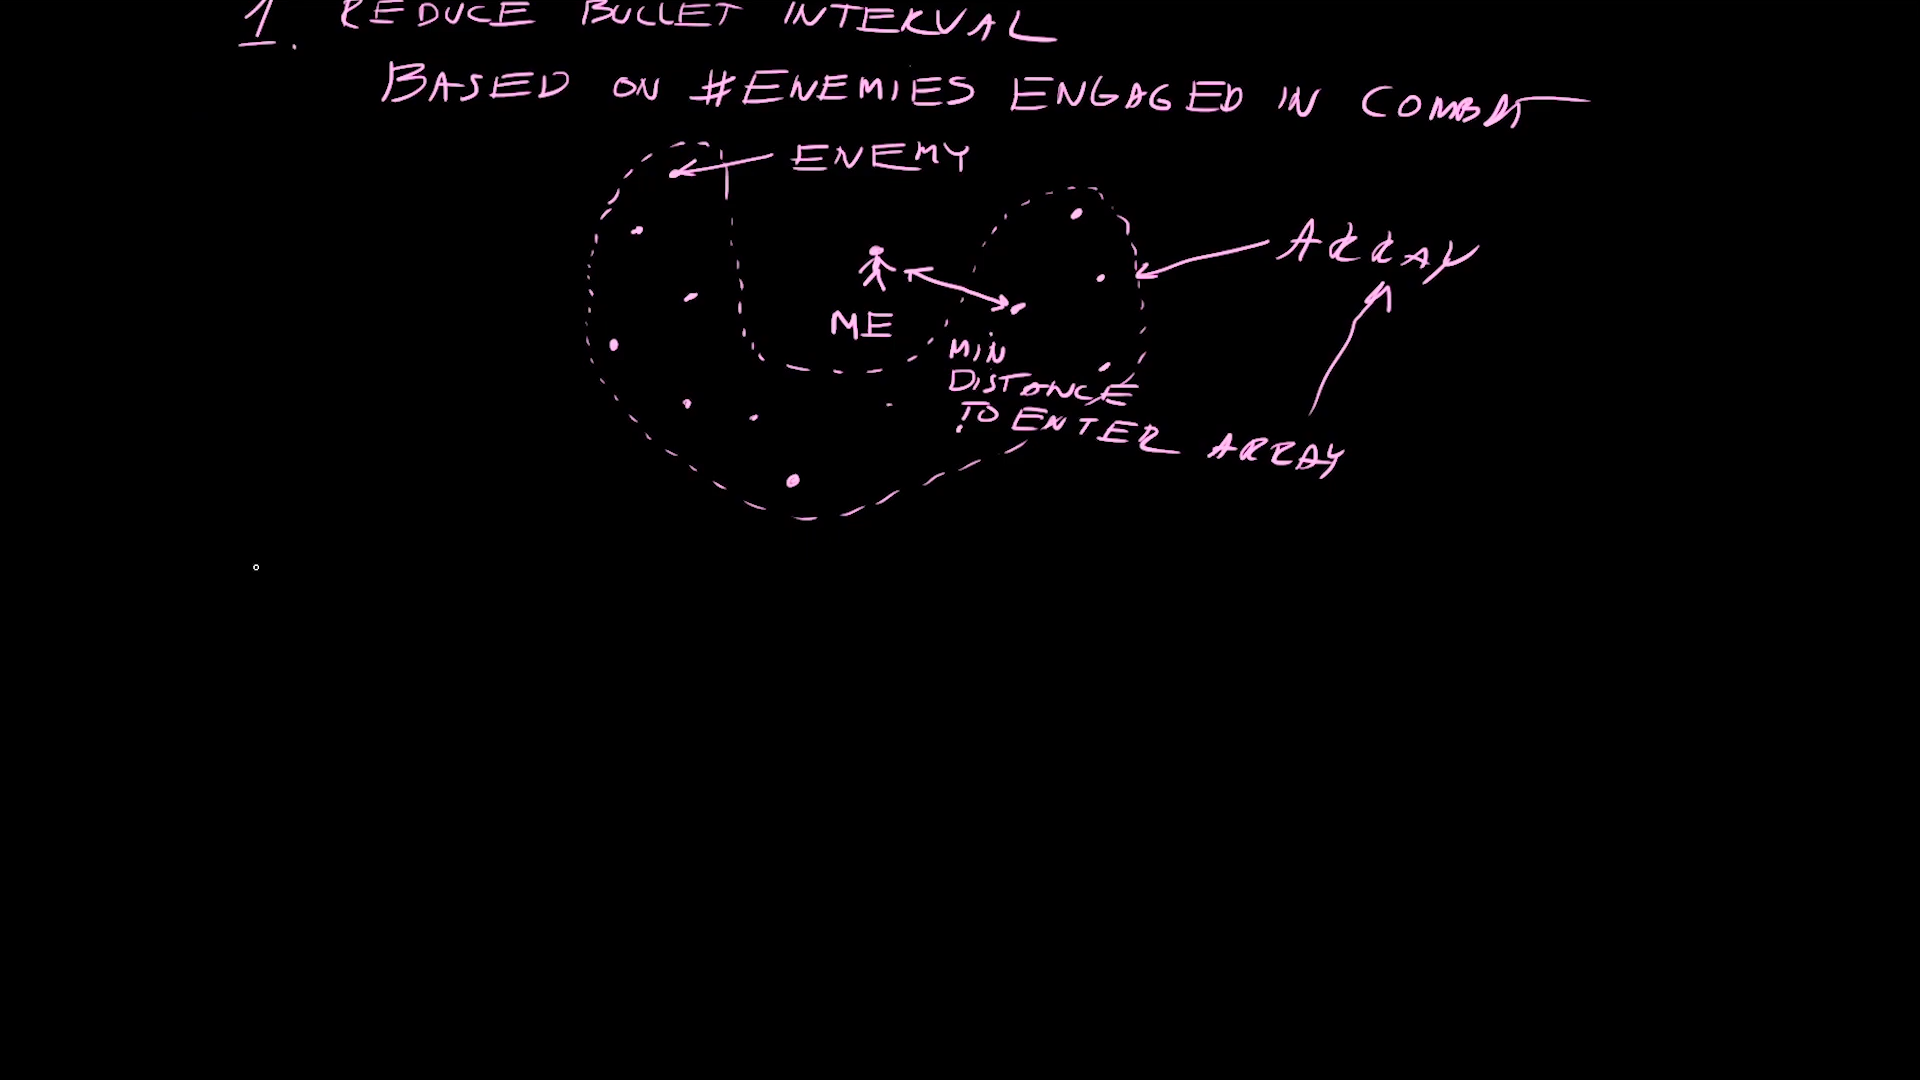 1. REDUCE BULLET INTERVAL
BASED ON #ENEMIES ENGAGED IN COMBAT
ENEMY
ARRAY
ME
MIN
DISTANCE
TO ENTER ARRAY